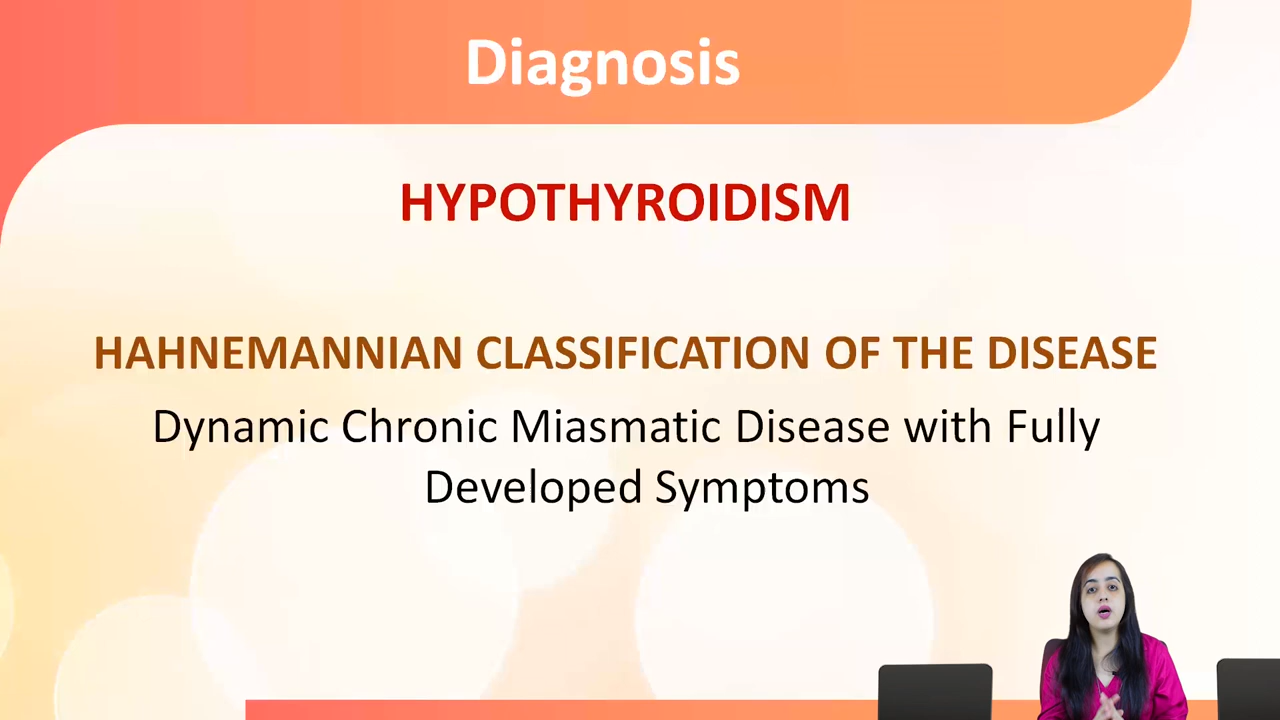 Diagnosis
HYPOTHYROIDISM
HAHNEMANNIAN CLASSIFICATION OF THE DISEASE
Dynamic Chronic Miasmatic Disease with Fully
Developed Symptoms